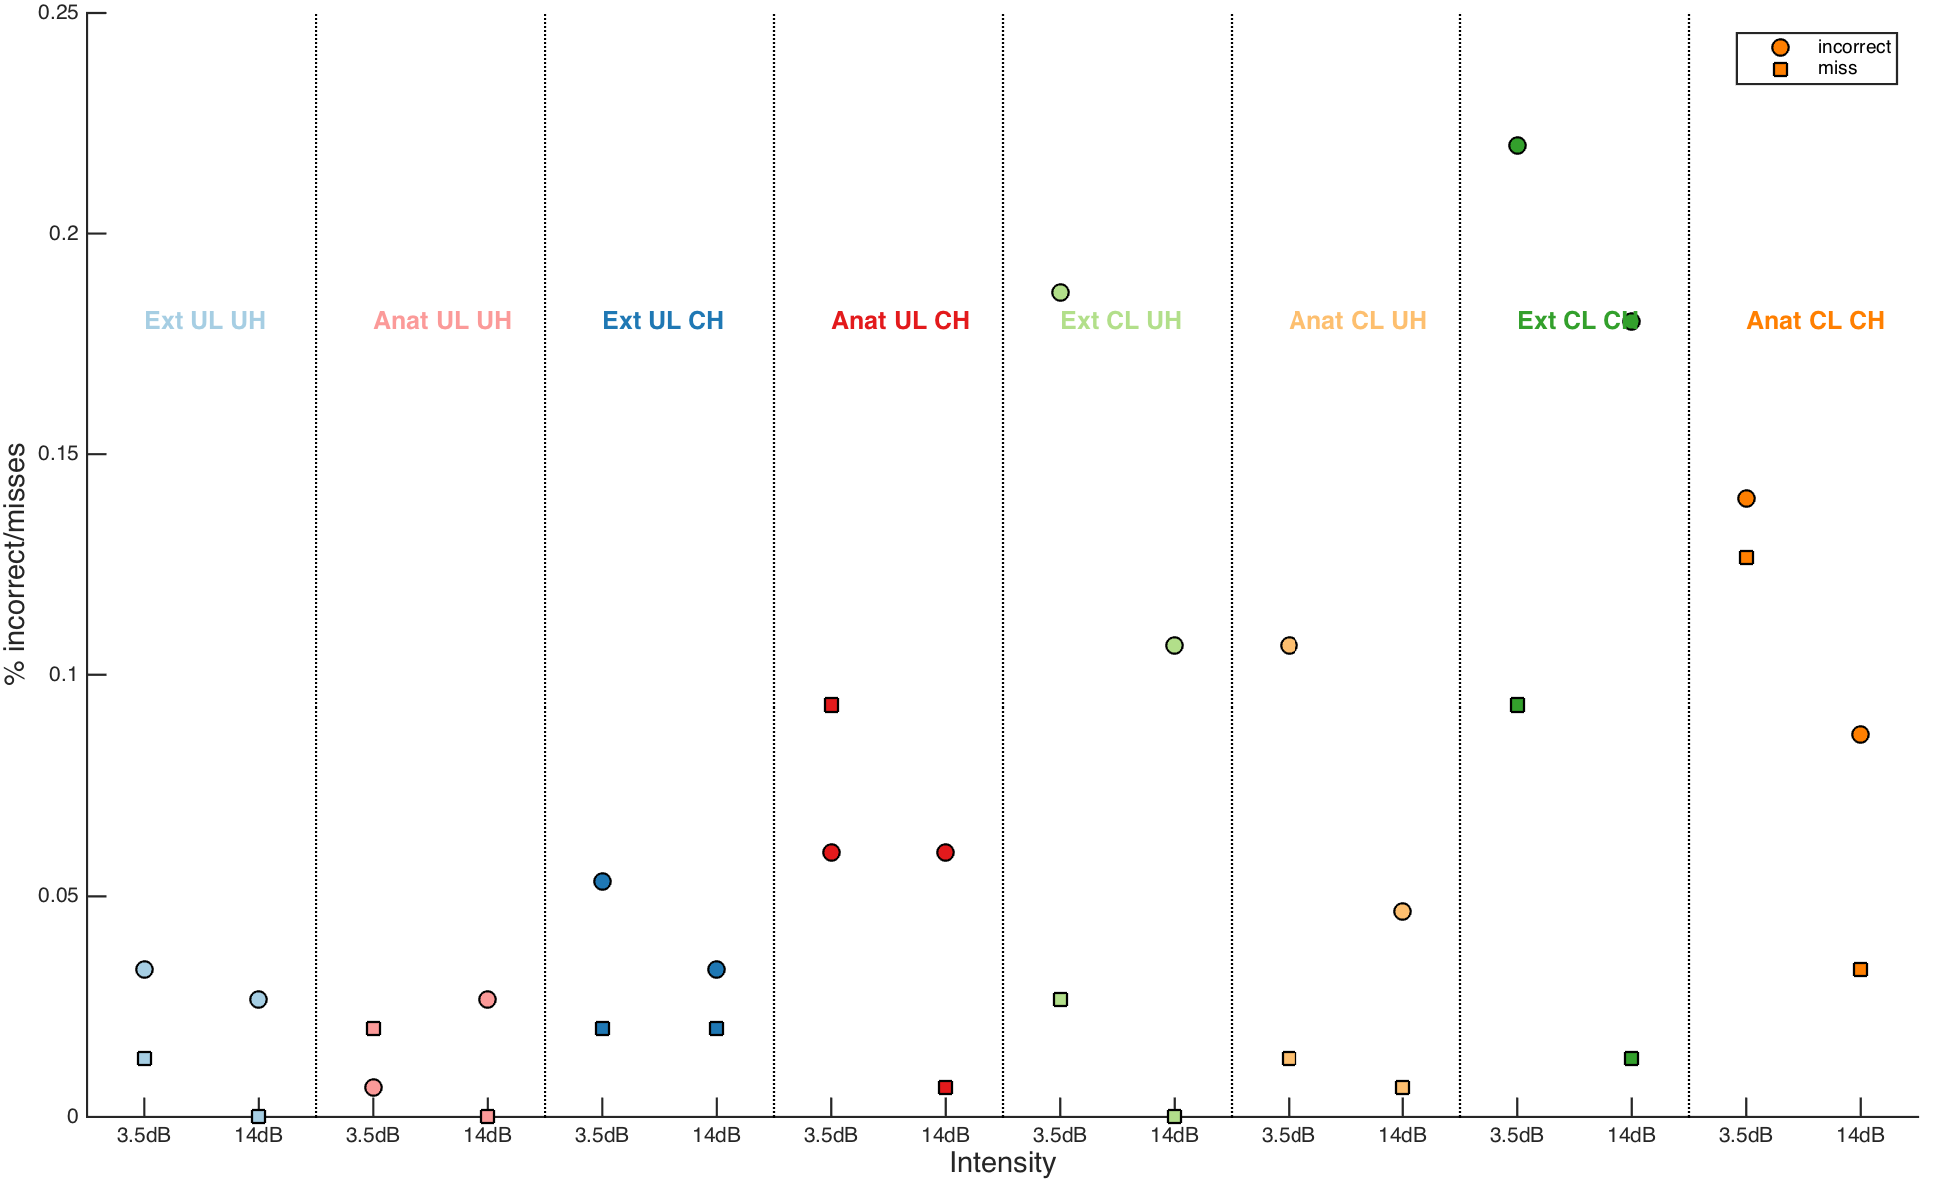 0.25
0.2
0.15
0.1
0.05
0
% incorrect/misses
incorrect
miss
Ext UL UH
Anat UL UH
Ext UL CH
Anat UL CH
Ext CL UH
Anat CL UH
Ext CL CH
Anat CL CH
3.5dB 14dB 3.5dB 14dB 3.5dB 14dB 3.5dB 14dB 3.5dB 14dB 3.5dB 14dB 3.5dB 14dB 3.5dB 14dB
Intensity